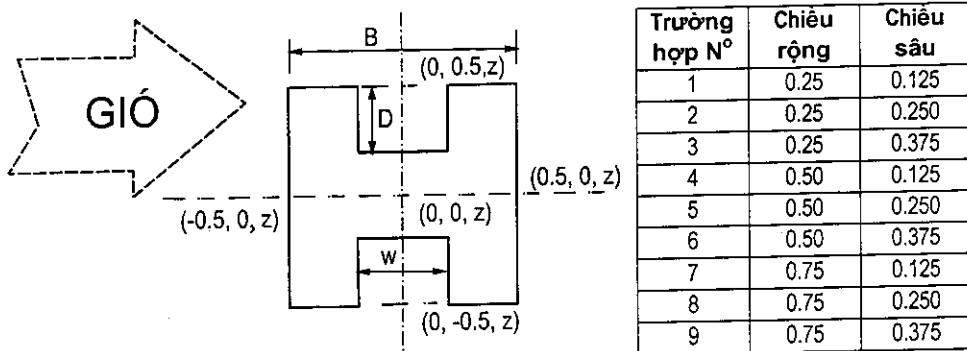 GIÓ
B
(0, 0.5,z)
D
(0.5, 0, z)
(-0.5, 0, z)
(0, 0, z)
w
(0, -0.5, z)
Trường hợp N° Chiều rộng Chiều sâu
1 0.25 0.125
2 0.25 0.250
3 0.25 0.375
4 0.50 0.125
5 0.50 0.250
6 0.50 0.375
7 0.75 0.125
8 0.75 0.250
9 0.75 0.375